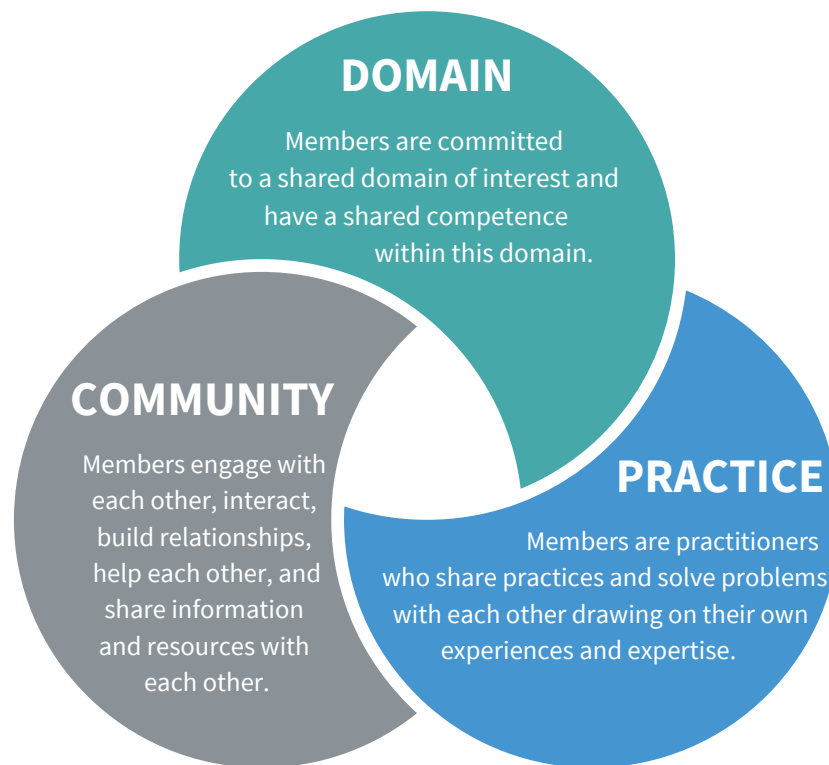 DOMAIN
Members are committed
to a shared domain of interest and
have a shared competence
within this domain.
COMMUNITY
Members engage with
each other, interact,
build relationships,
help each other, and
share information
and resources with
each other.
PRACTICE
Members are practitioners
who share practices and solve problems
with each other drawing on their own
experiences and expertise.